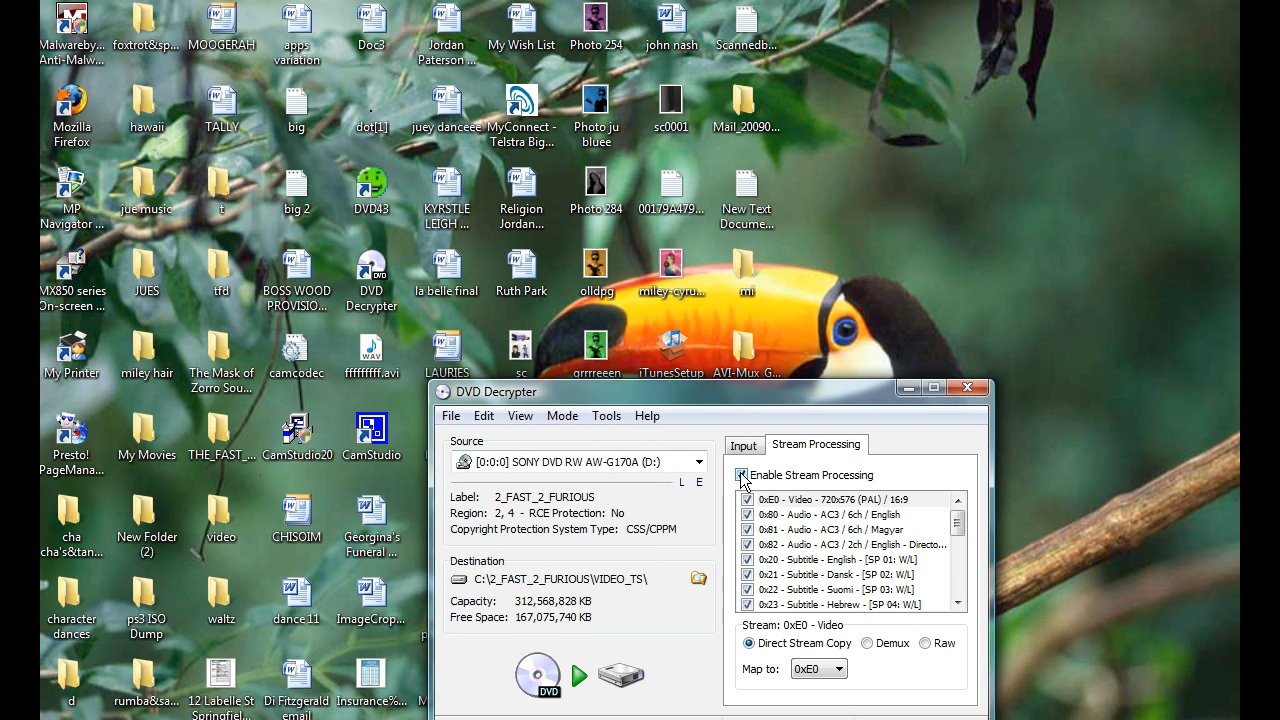 Malwareby... foxtrot&sp... MOOGERAH apps Doc3 Jordan My Wish List Photo 254 john nash Scannedb...
Anti-Malw... variation Paterson ...
Mozilla hawaii TALLY big dot[1] juey danceee MyConnect - Photo ju sc0001 Mail_20090...
Firefox Telstra Big... bluee
MP jue music t big 2 DVD43 KYRSTLE Religion Photo 284 00179A479... New Text
Navigator ... LEIGH ... Jordan... Docume...
MX850 series JUES tfd BOSS WOOD DVD la belle final Ruth Park olldpg miley-cyru... mi
On-screen ... PROVISIO... Decrypter
My Printer miley hair The Mask of camcodec fffffffff.avi LAURIES sc grrrreeen iTunesSetup AVI-Mux_G...
Zorro Sou...
WAV
Presto! My Movies THE_FAST_... CamStudio20 CamStudio
PageMana...
cha New Folder video CHISOIM Georgina's
cha's&tan... (2) Funeral ...
character ps3 ISO waltz dance 11 ImageCrop...
dances Dump
d rumba&sa... 12 Labelle St Di Fitzgerald Insurance%...
Springfiel... email
DVD Decrypter
File Edit View Mode Tools Help
Source
[0:0:0] SONY DVD RW AW-G170A (D:)
L E
Label: 2_FAST_2_FURIOUS
Region: 2, 4 - RCE Protection: No
Copyright Protection System Type: CSS/CPPM
Destination
C:\2_FAST_2_FURIOUS\VIDEO_TS\
Capacity: 312,568,828 KB
Free Space: 167,075,740 KB
DVD
Input Stream Processing
Enable Stream Processing
0xE0 - Video - 720x576 (PAL) / 16:9
0x80 - Audio - AC3 / 6ch / English
0x81 - Audio - AC3 / 6ch / Magyar
0x82 - Audio - AC3 / 2ch / English - Directo...
0x20 - Subtitle - English - [SP 01: W/L]
0x21 - Subtitle - Dansk - [SP 02: W/L]
0x22 - Subtitle - Suomi - [SP 03: W/L]
0x23 - Subtitle - Hebrew - [SP 04: W/L]
Stream: 0xE0 - Video
Direct Stream Copy Demux Raw
Map to: 0xE0